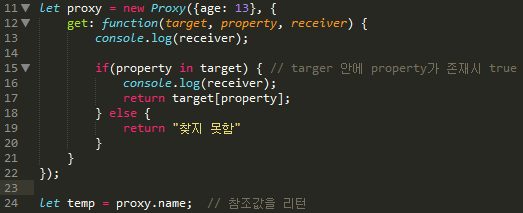 11 let proxy = new Proxy({age: 13}, {
12     get: function(target, property, receiver) {
13         console.log(receiver);
14
15         if(property in target) { // targer 안에 property가 존재시 true
16             console.log(receiver);
17             return target[property];
18         } else {
19             return "찾지 못함"
20         }
21     }
22 });
23
24 let temp = proxy.name;  // 참조값을 리턴